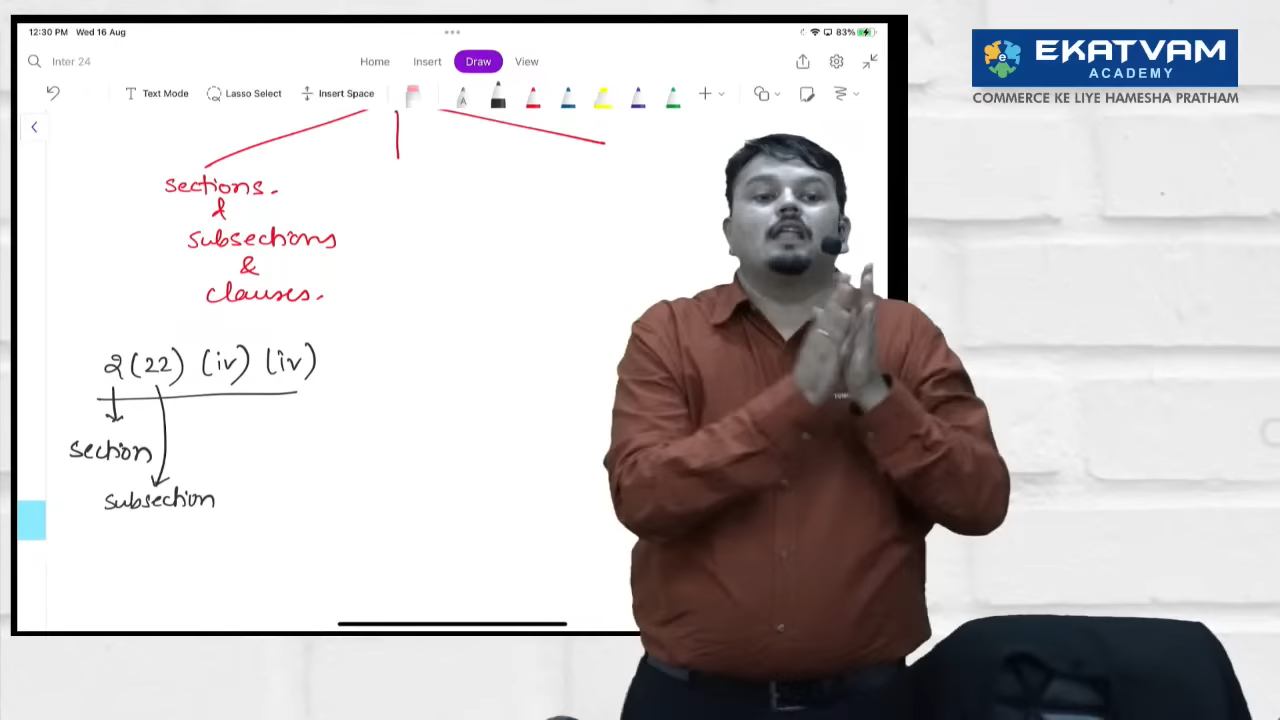 12:30 PM Wed 16 Aug
83%
Inter 24
Home Insert Draw View
Text Mode Lasso Select Insert Space
sections.
&
subsections
&
clauses.
2(22) (iv) (iv)
section
subsection
EKATVAM
ACADEMY
COMMERCE KE LIYE HAMESHA PRATHAM